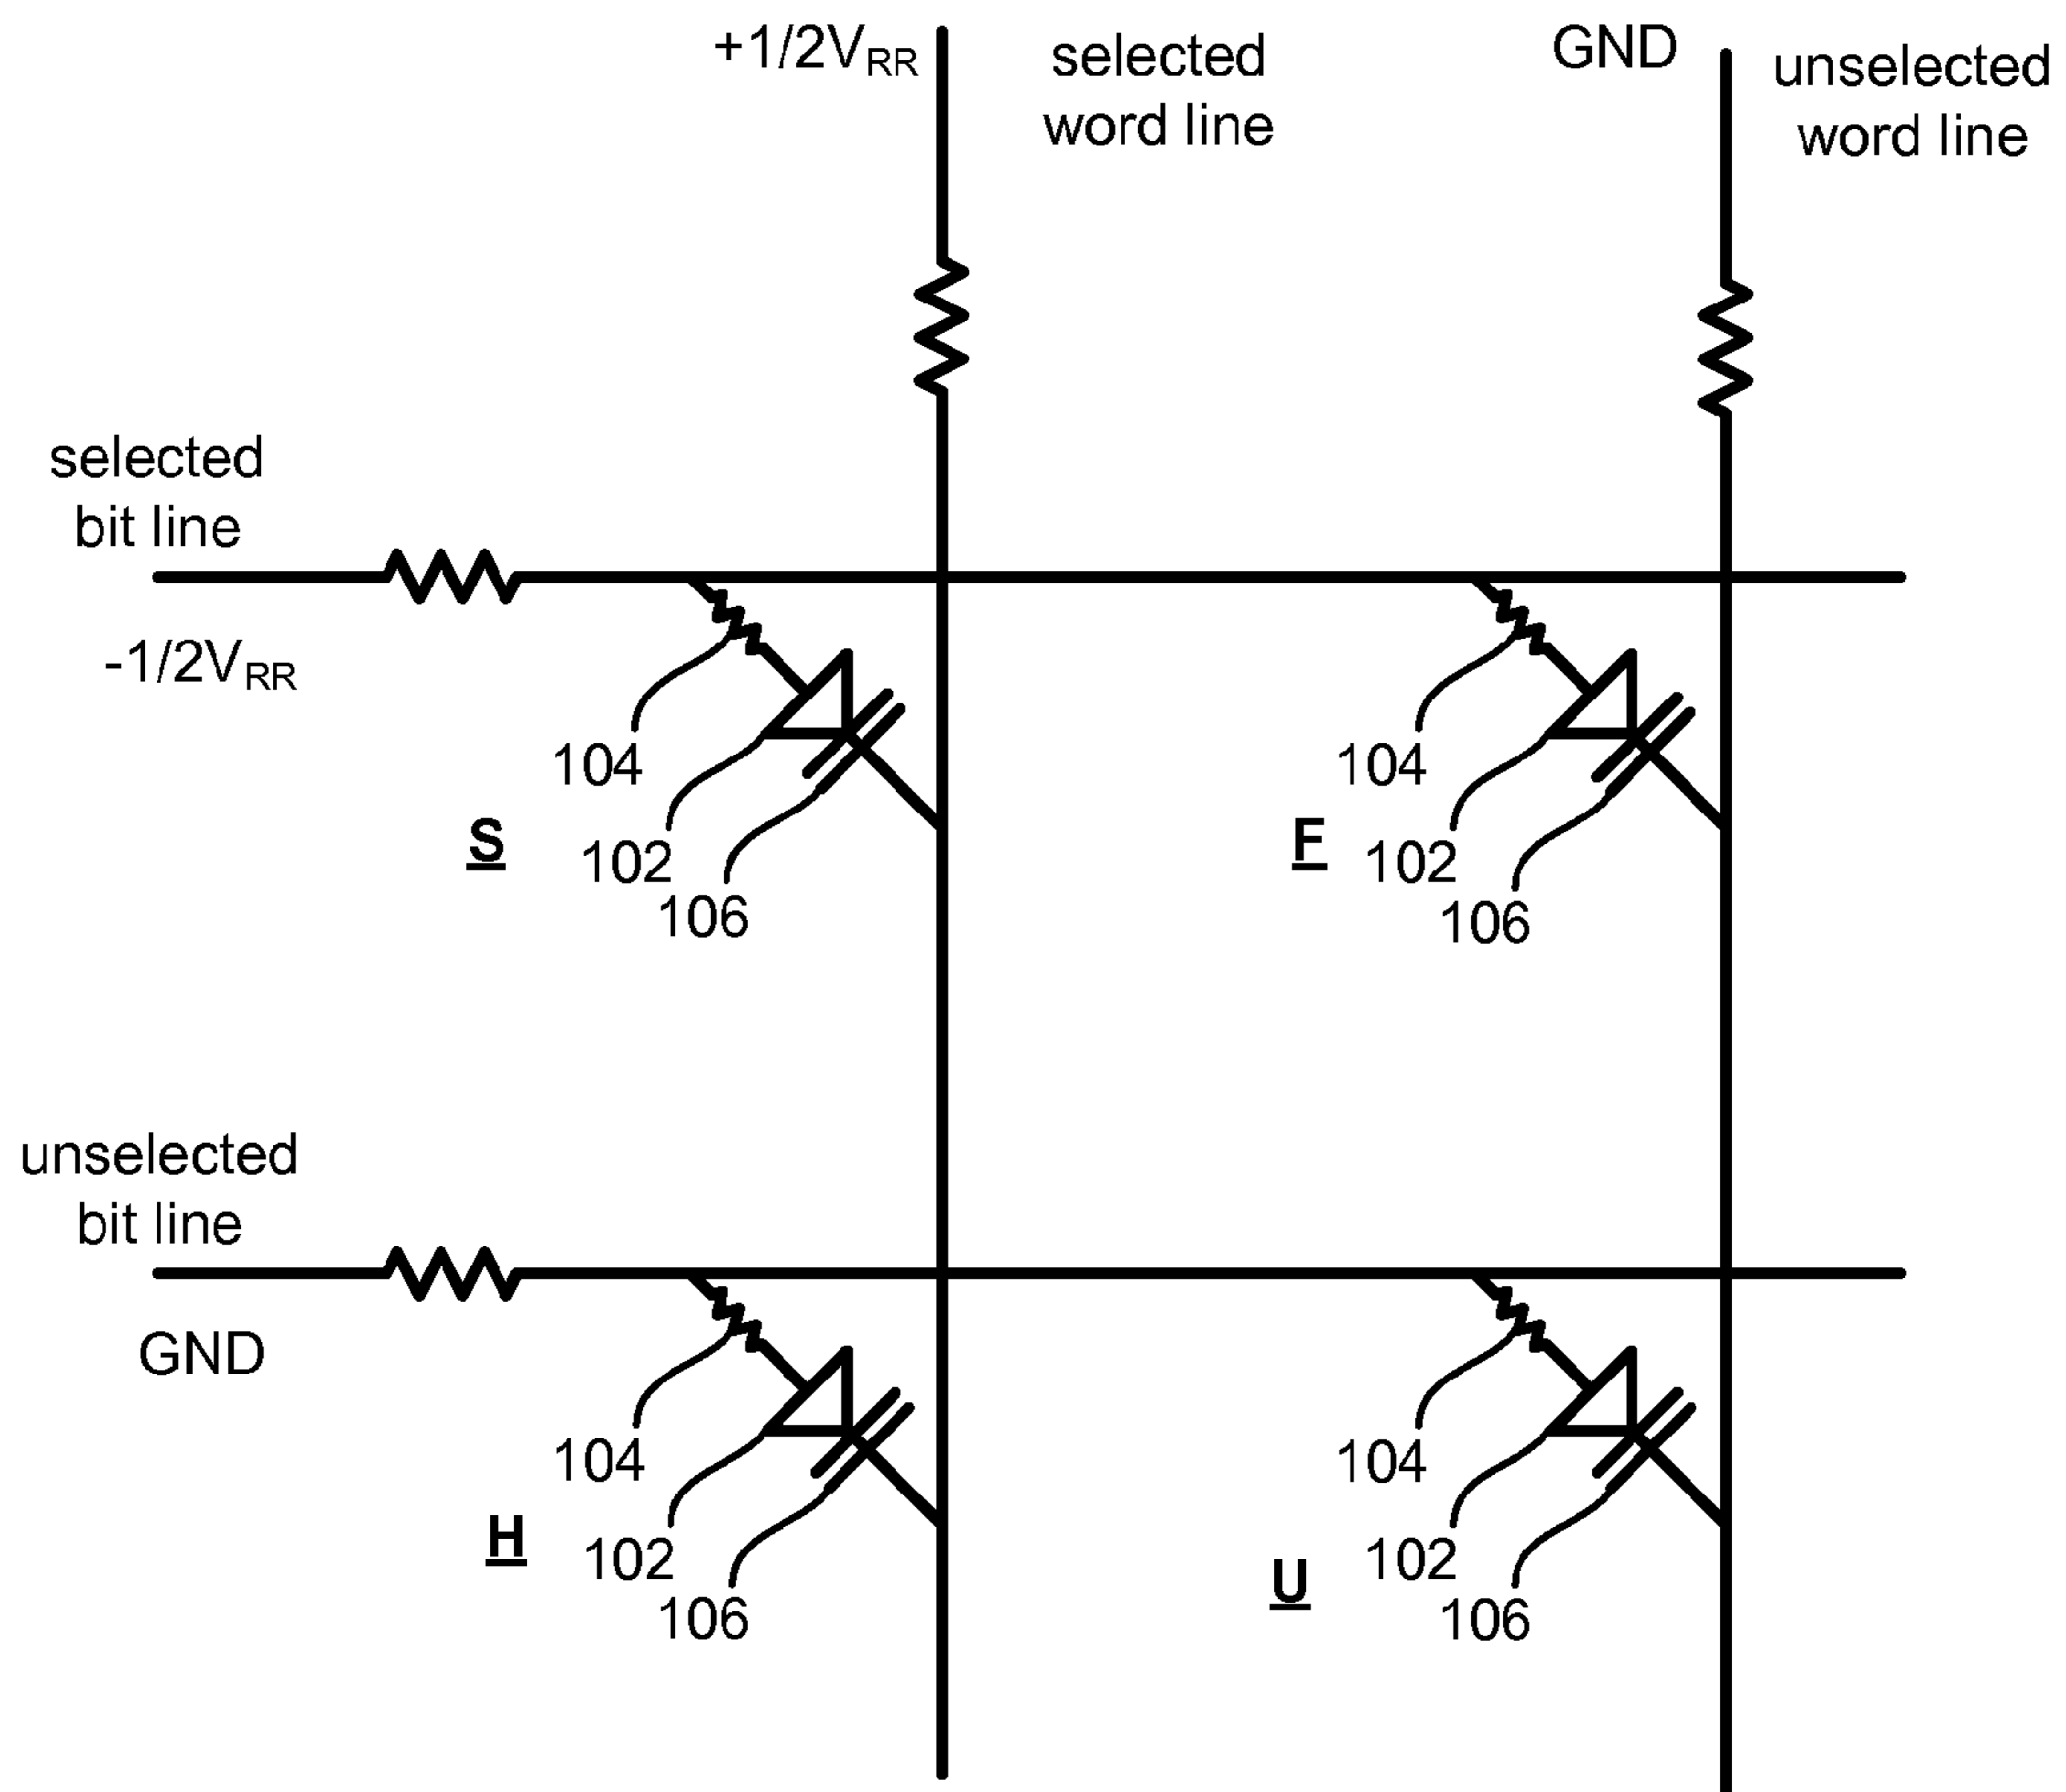 +1/2VRR
selected
word line
GND
unselected
word line
selected
bit line
-1/2VRR
104
102
106
S
104
102
106
F
unselected
bit line
GND
104
102
106
H
104
102
106
U